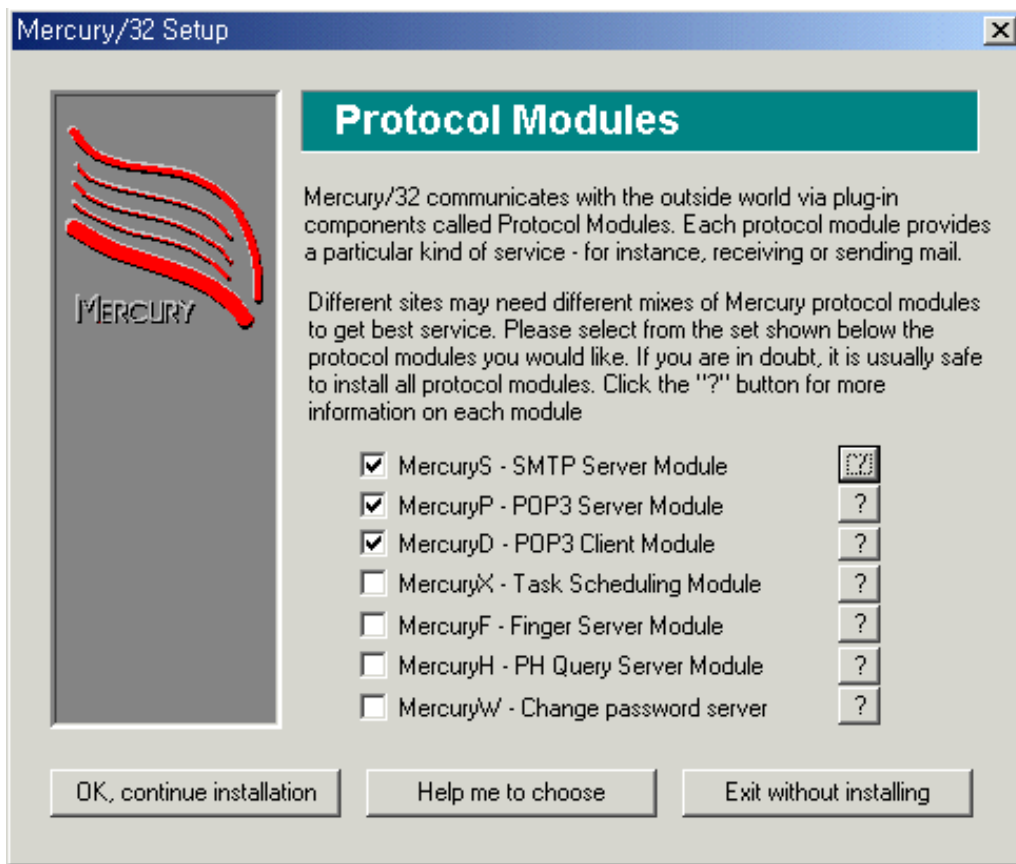 Mercury/32 Setup
Protocol Modules
Mercury/32 communicates with the outside world via plug-in
components called Protocol Modules. Each protocol module provides
a particular kind of service - for instance, receiving or sending mail.
MERCURY
Different sites may need different mixes of Mercury protocol modules
to get best service. Please select from the set shown below the
protocol modules you would like. If you are in doubt, it is usually safe
to install all protocol modules. Click the "?" button for more
information on each module
MercuryS - SMTP Server Module ?
MercuryP - POP3 Server Module ?
MercuryD - POP3 Client Module ?
MercuryX - Task Scheduling Module ?
MercuryF - Finger Server Module ?
MercuryH - PH Query Server Module ?
MercuryW - Change password server ?
OK, continue installation Help me to choose Exit without installing